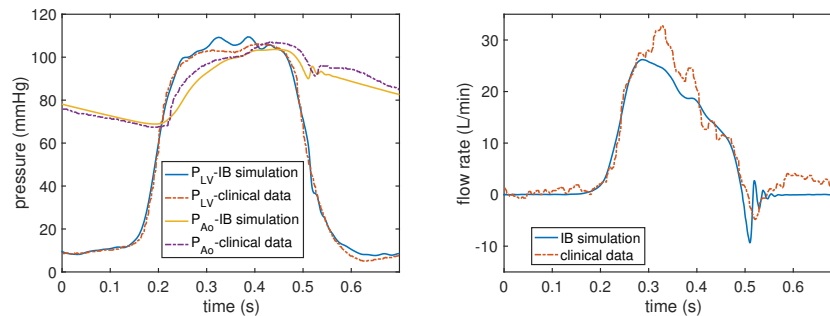 120
100
80
60
40
20
0
pressure (mmHg)
P_LV-IB simulation
P_LV-clinical data
P_Ao-IB simulation
P_Ao-clinical data
0 0.1 0.2 0.3 0.4 0.5 0.6
time (s)
30
20
10
0
-10
flow rate (L/min)
IB simulation
clinical data
0 0.1 0.2 0.3 0.4 0.5 0.6
time (s)